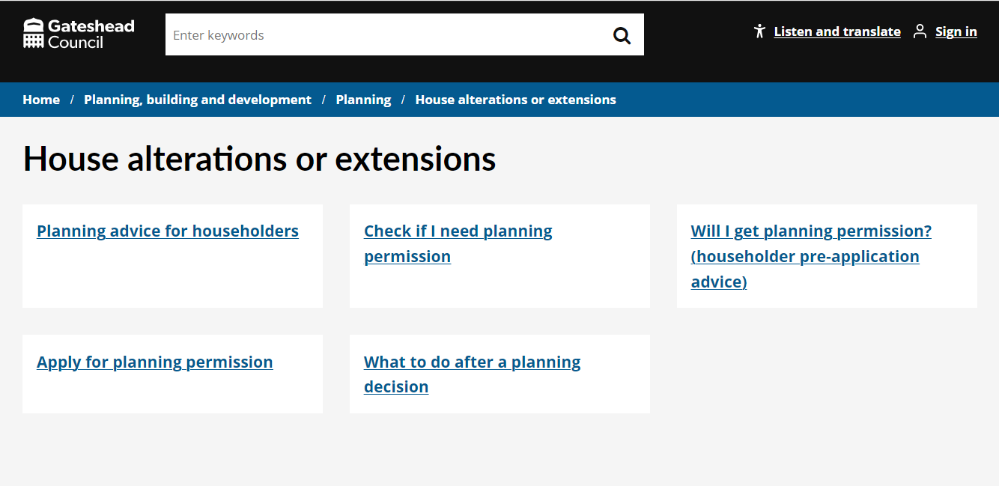 Gateshead
Council
Enter keywords
Listen and translate
Sign in
Home / Planning, building and development / Planning / House alterations or extensions
House alterations or extensions
Planning advice for householders
Check if I need planning
permission
Will I get planning permission?
(householder pre-application
advice)
Apply for planning permission
What to do after a planning
decision